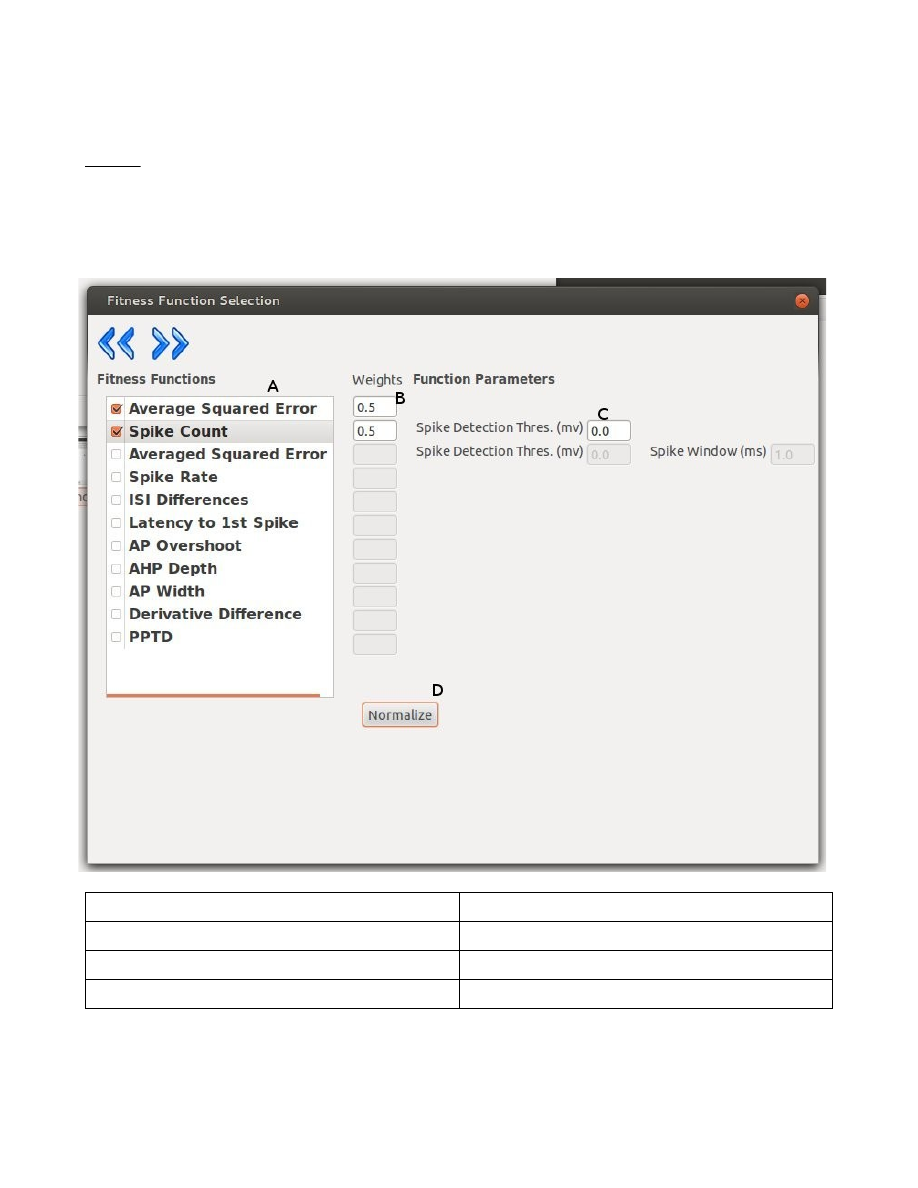 Fitness Function Selection
Fitness Functions
A
Weights
Function Parameters
Average Squared Error
0.5
B
Spike Count
0.5
Spike Detection Thres. (mv)
C
0.0
Averaged Squared Error
Spike Detection Thres. (mv)
0.0
Spike Window (ms)
1.0
Spike Rate
ISI Differences
Latency to 1st Spike
AP Overshoot
AHP Depth
AP Width
Derivative Difference
PPTD
D
Normalize